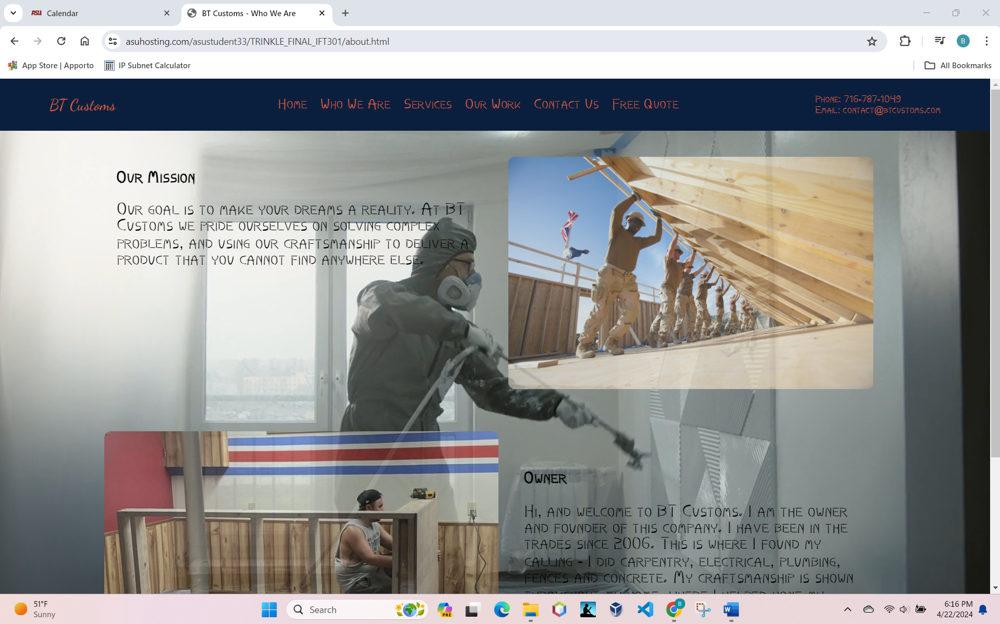 ASU Calendar
BT Customs - Who We Are
asuhosting.com/asustudent33/TRINKLE_FINAL_IFT301/about.html
B
App Store | Apporto
IP Subnet Calculator
All Bookmarks
BT Customs
Home Who We Are Services Our Work Contact Us Free Quote
Phone: 716-787-1049
Email: contact@btcustoms.com
Our Mission
Our goal is to make your dreams a reality. At BT
Customs we pride ourselves on solving complex
problems, and using our craftsmanship to deliver a
product that you cannot find anywhere else.
Owner
Hi, and welcome to BT Customs. I am the owner
and founder of this company. I have been in the
trades since 2006. This is where I found my
calling - I did carpentry, electrical, plumbing,
fences and concrete. My craftsmanship is shown
51°F
Sunny
Search
PRE
B
W
6:16 PM
4/22/2024